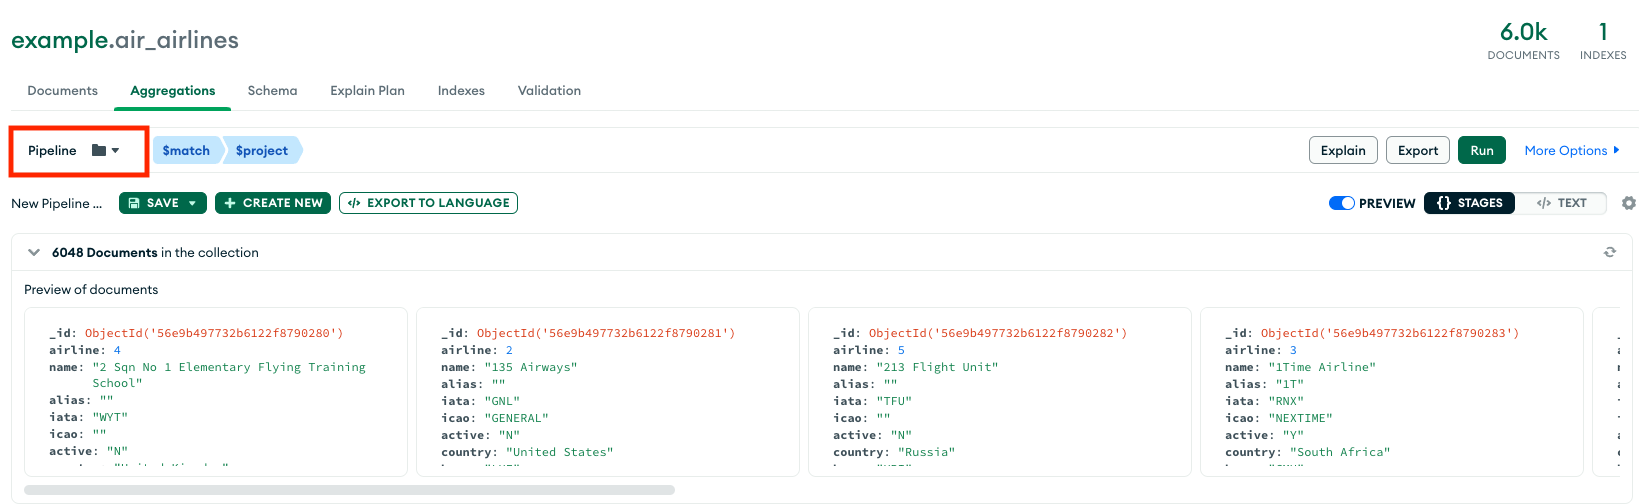 example.air_airlines
6.0k 1
DOCUMENTS INDEXES
Documents Aggregations Schema Explain Plan Indexes Validation
Pipeline $match $project Explain Export Run More Options
New Pipeline ... SAVE CREATE NEW </> EXPORT TO LANGUAGE PREVIEW {} STAGES </> TEXT
6048 Documents in the collection
Preview of documents
_id: ObjectId('56e9b497732b6122f8790280')
airline: 4
name: "2 Sqn No 1 Elementary Flying Training
School"
alias: ""
iata: "WYT"
icao: ""
active: "N"
_id: ObjectId('56e9b497732b6122f8790281')
airline: 2
name: "135 Airways"
alias: ""
iata: "GNL"
icao: "GENERAL"
active: "N"
country: "United States"
_id: ObjectId('56e9b497732b6122f8790282')
airline: 5
name: "213 Flight Unit"
alias: ""
iata: "TFU"
icao: ""
active: "N"
country: "Russia"
_id: ObjectId('56e9b497732b6122f8790283')
airline: 3
name: "1Time Airline"
alias: "1T"
iata: "RNX"
icao: "NEXTIME"
active: "Y"
country: "South Africa"